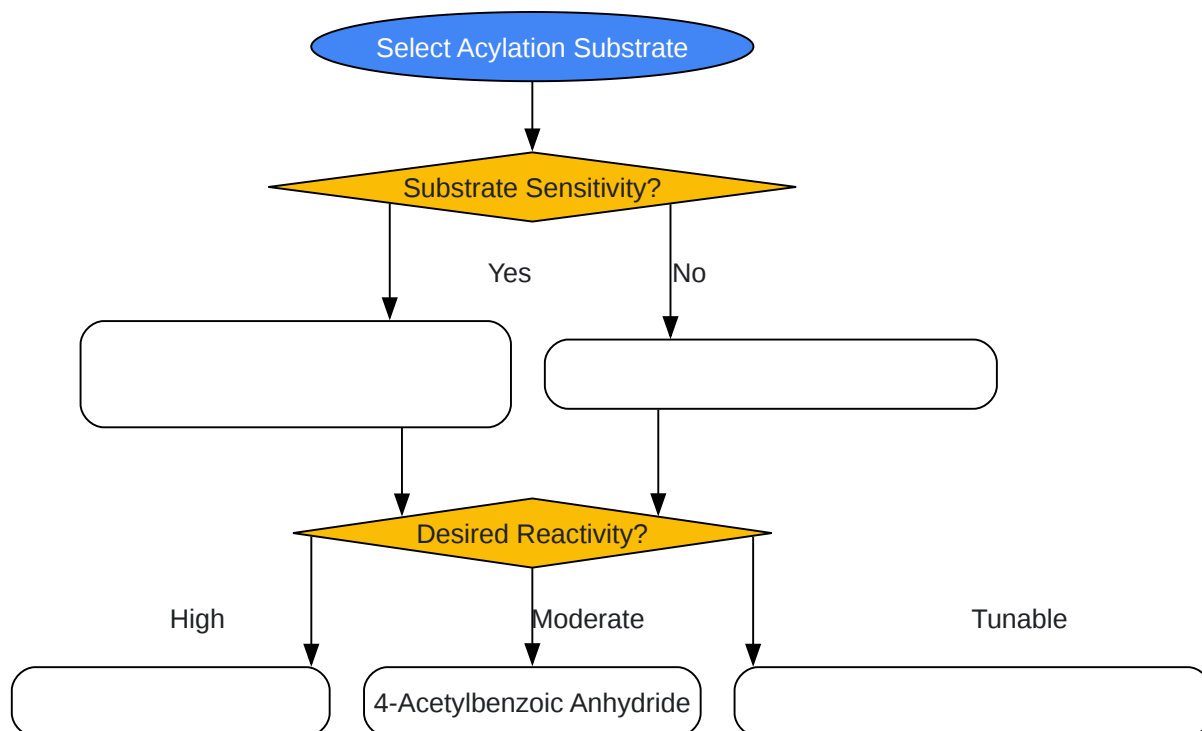 Select Acylation Substrate
Substrate Sensitivity?
Yes
No
Desired Reactivity?
High
Moderate
Tunable
4-Acetylbenzoic Anhydride